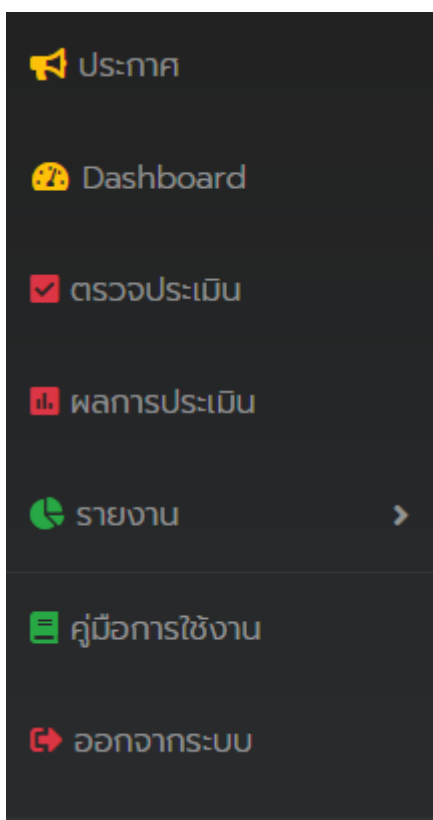 ประกาศ
Dashboard
ตรวจประเมิน
ผลการประเมิน
รายงาน
คู่มือการใช้งาน
ออกจากระบบ